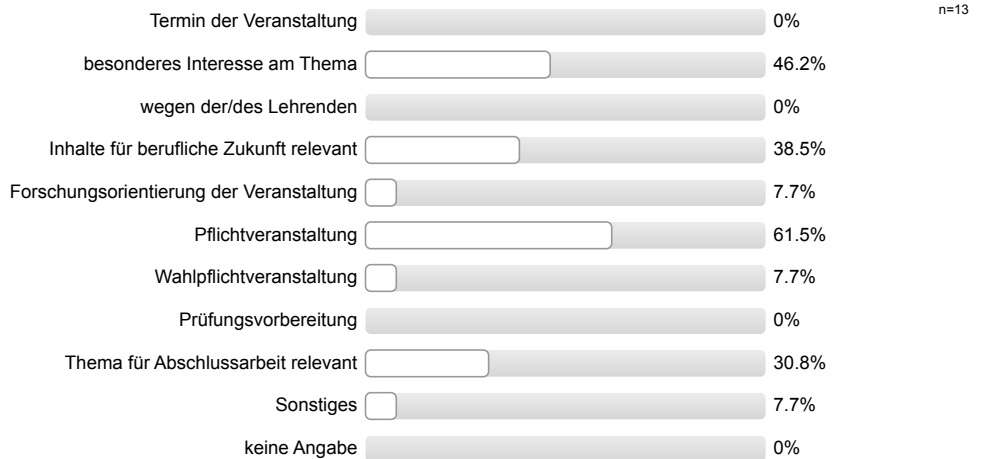 n=13
Termin der Veranstaltung 0%
besonderes Interesse am Thema 46.2%
wegen der/des Lehrenden 0%
Inhalte für berufliche Zukunft relevant 38.5%
Forschungsorientierung der Veranstaltung 7.7%
Pflichtveranstaltung 61.5%
Wahlpflichtveranstaltung 7.7%
Prüfungsvorbereitung 0%
Thema für Abschlussarbeit relevant 30.8%
Sonstiges 7.7%
keine Angabe 0%